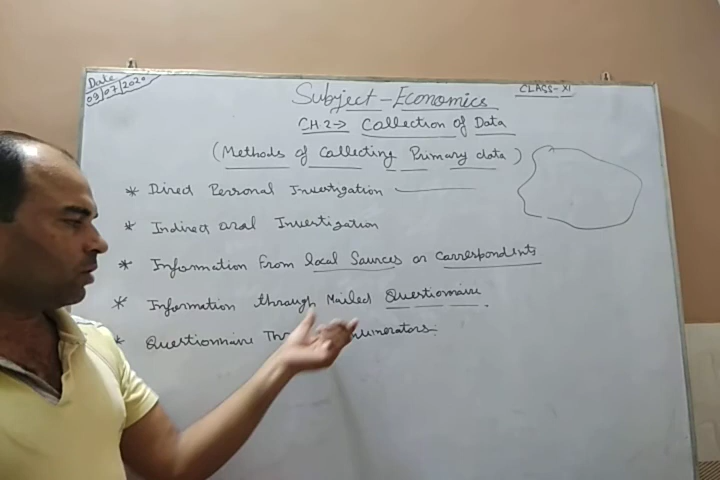 Date
09/07/2020
CLASS-XI
Subject - Economics
CH.2 → Collection of Data
(Methods of Collecting Primary data)
* Direct Personal Investigation
* Indirect oral Investigation
* Information from local Sources or Correspondents
* Information through Mailed Questionnaire
* Questionnaire